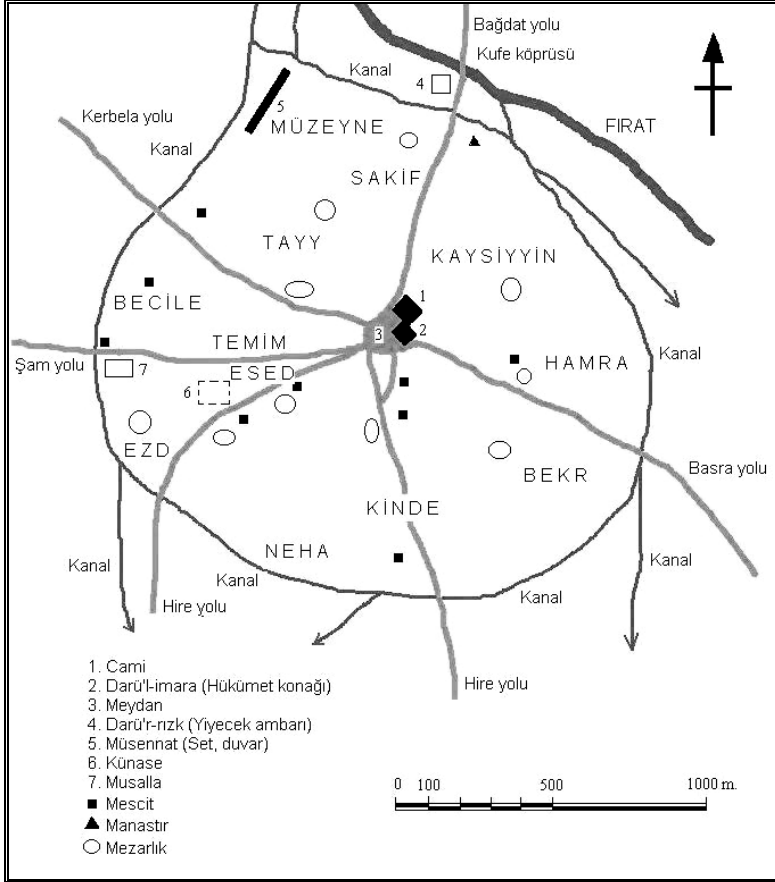 Bağdat yolu
Kufe köprüsü
Kanal
4
5
Kerbela yolu
MÜZEYNE
FIRAT
Kanal
SAKİF
TAYY
KAYSİYYİN
BECİLE
1
TEMİM
3
2
Kanal
Şam yolu
7
ESED
HAMRA
6
EZD
BEKR
Basra yolu
KİNDE
NEHA
Kanal
Kanal
Kanal
Kanal
Hire yolu
Hire yolu
1. Cami
2. Darü'l-imara (Hükümet konağı)
3. Meydan
4. Darü'r-rızk (Yiyecek ambarı)
5. Müsennat (Set, duvar)
6. Künase
7. Musalla
Mescit
Manastır
Mezarlık
0 100 500 1000 m.